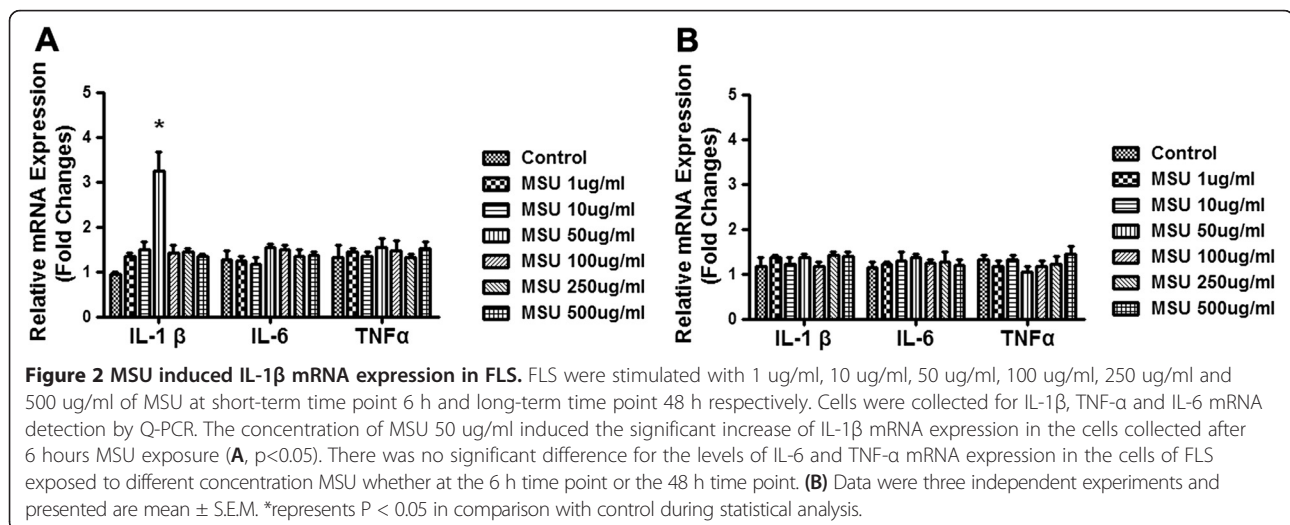 A
Relative mRNA Expression
(Fold Changes)
5
4
3
2
1
0
*
IL-1 β
IL-6
TNFα
Control
MSU 1ug/ml
MSU 10ug/ml
MSU 50ug/ml
MSU 100ug/ml
MSU 250ug/ml
MSU 500ug/ml
B
Relative mRNA Expression
(Fold Changes)
5
4
3
2
1
0
IL-1 β
IL-6
TNFα
Control
MSU 1ug/ml
MSU 10ug/ml
MSU 50ug/ml
MSU 100ug/ml
MSU 250ug/ml
MSU 500ug/ml
Figure 2 MSU induced IL-1β mRNA expression in FLS. FLS were stimulated with 1 ug/ml, 10 ug/ml, 50 ug/ml, 100 ug/ml, 250 ug/ml and
500 ug/ml of MSU at short-term time point 6 h and long-term time point 48 h respectively. Cells were collected for IL-1β, TNF-α and IL-6 mRNA
detection by Q-PCR. The concentration of MSU 50 ug/ml induced the significant increase of IL-1β mRNA expression in the cells collected after
6 hours MSU exposure (A, p<0.05). There was no significant difference for the levels of IL-6 and TNF-α mRNA expression in the cells of FLS
exposed to different concentration MSU whether at the 6 h time point or the 48 h time point. (B) Data were three independent experiments and
presented are mean ± S.E.M. *represents P < 0.05 in comparison with control during statistical analysis.